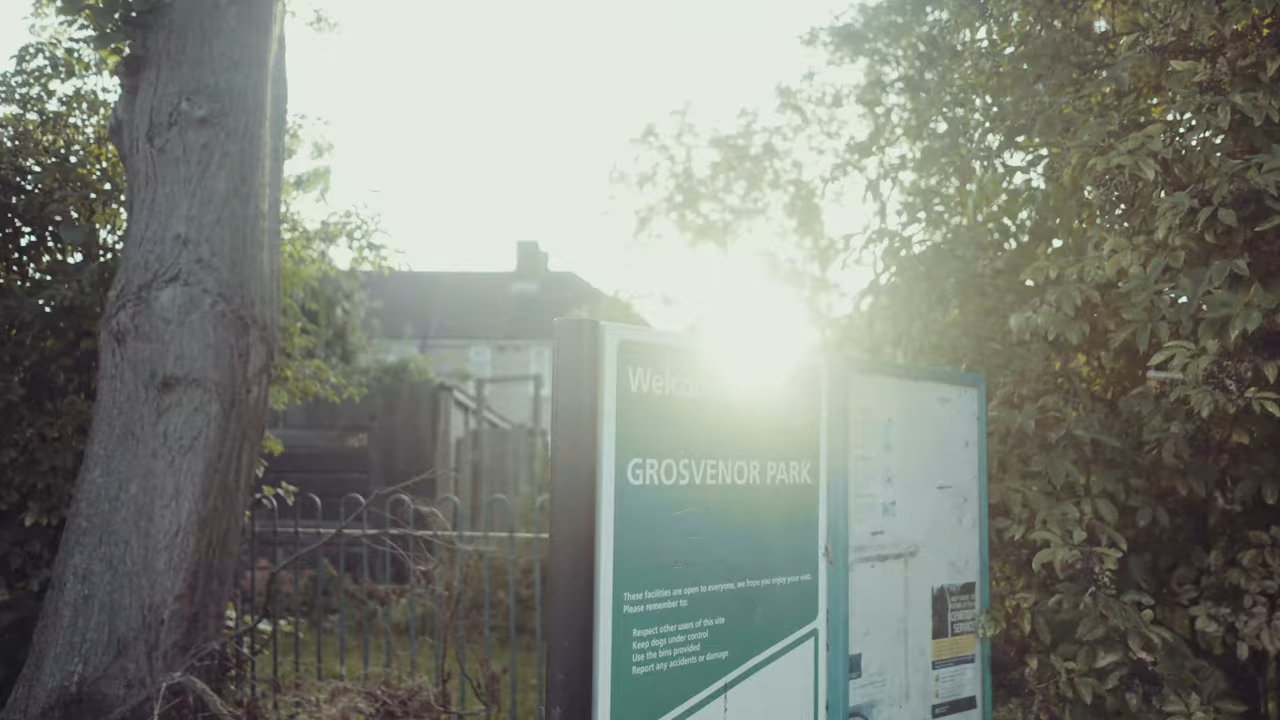 GROSVENOR PARK
These facilities are open to everyone, we hope you enjoy your visit.
Please remember to:
Respect other users of this site
Keep dogs under control
Use the bins provided
Report any accidents or damage